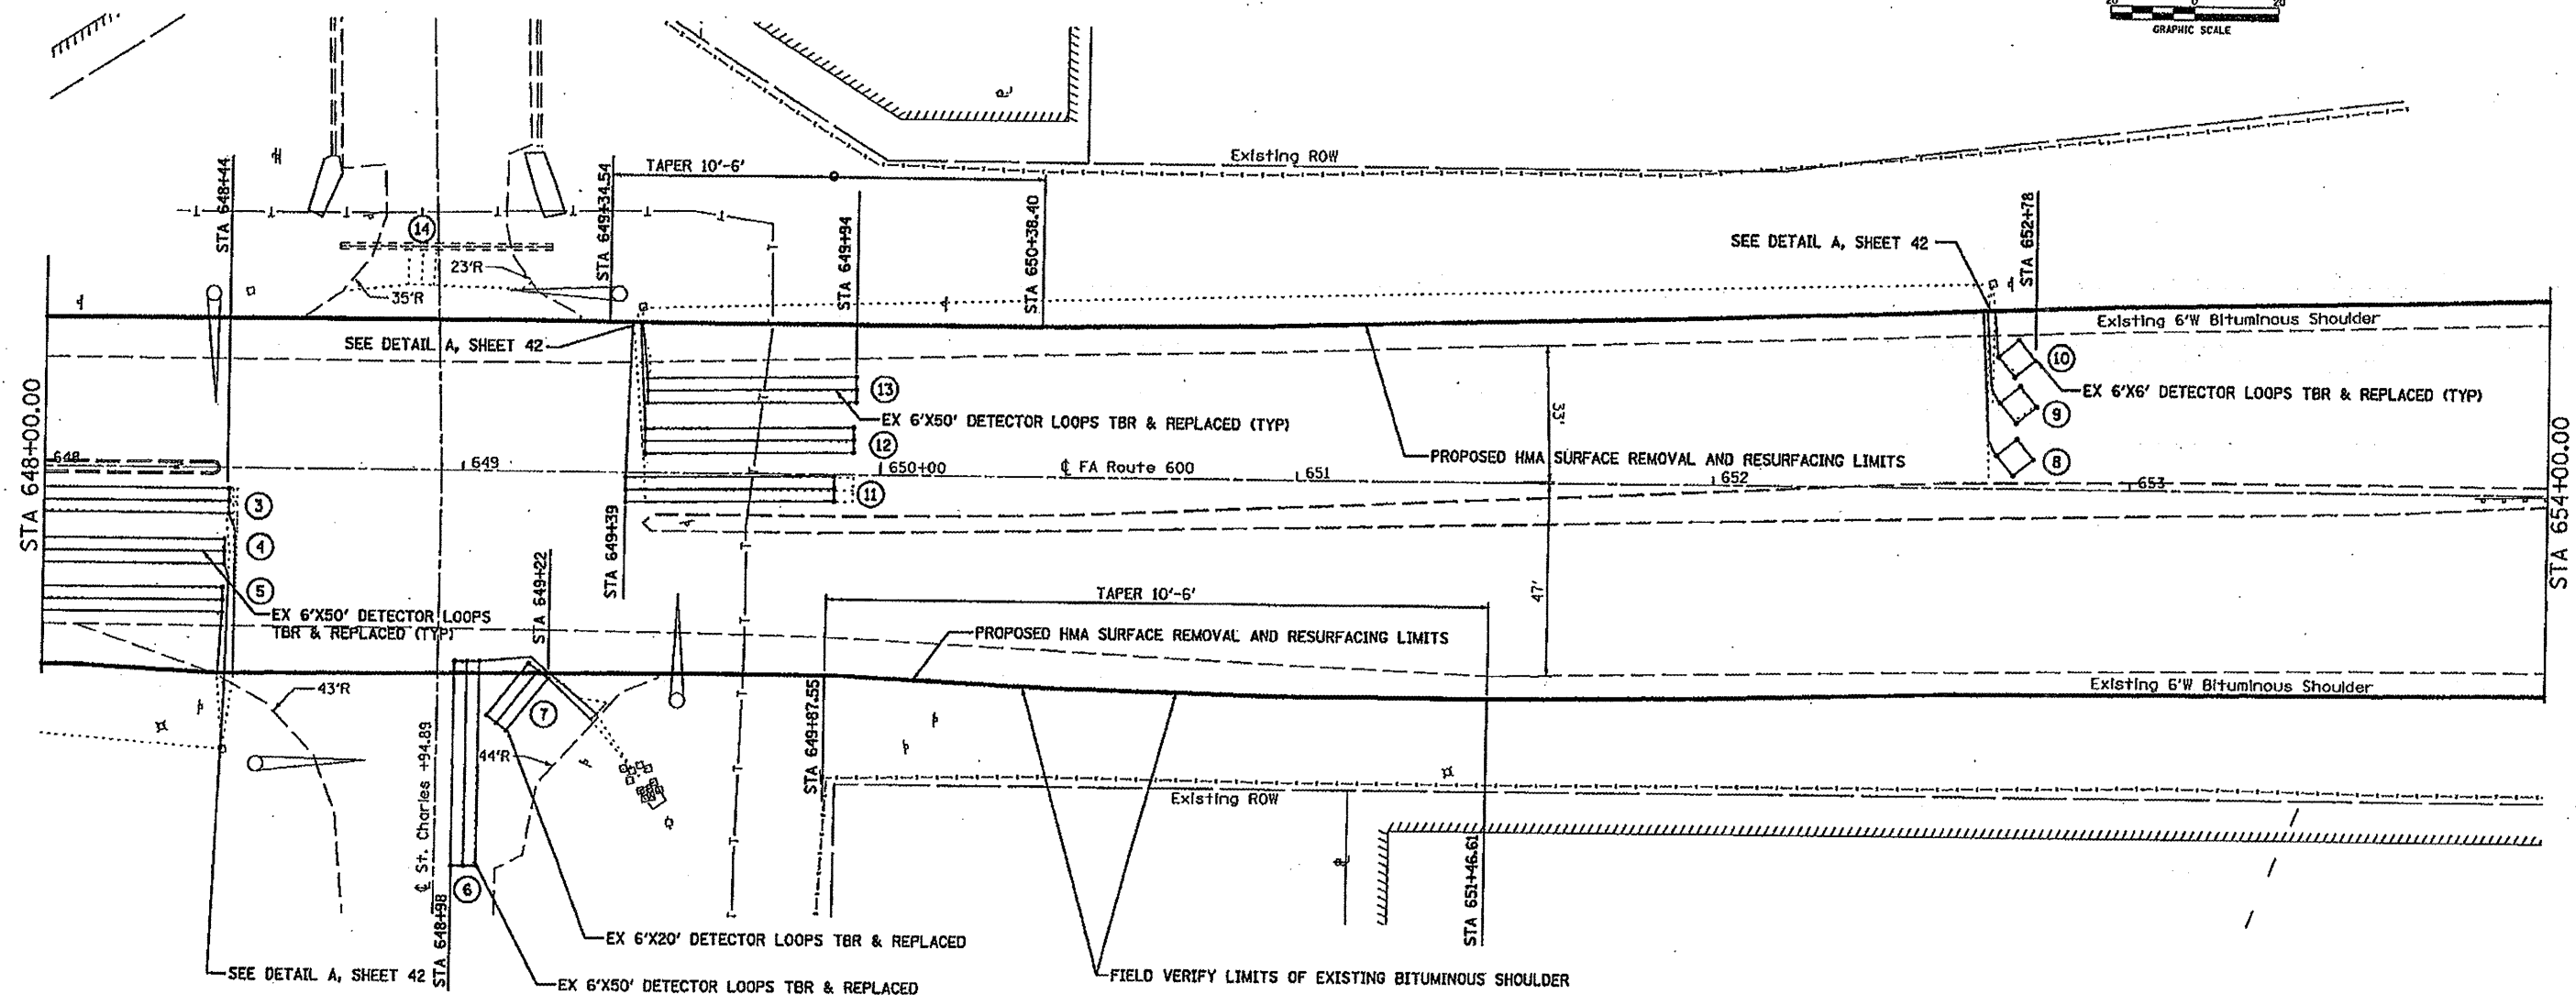 20 0 20
GRAPHIC SCALE
Existing ROW
TAPER 10'-6'
STA 648+44
STA 649+34.54
STA 649+94
STA 650+38.40
STA 652+78
SEE DETAIL A, SHEET 42
14
23'R
35'R
Existing 6'W Bituminous Shoulder
SEE DETAIL A, SHEET 42
10
EX 6'X6' DETECTOR LOOPS TBR & REPLACED (TYP)
9
8
13
EX 6'X50' DETECTOR LOOPS TBR & REPLACED (TYP)
12
33'
PROPOSED HMA SURFACE REMOVAL AND RESURFACING LIMITS
STA 648+00.00
STA 654+00.00
648
649
650+00
℄ FA Route 600
651
652
653
11
3
4
5
EX 6'X50' DETECTOR LOOPS
TBR & REPLACED (TYP)
STA 649+39
STA 649+22
47'
TAPER 10'-6'
PROPOSED HMA SURFACE REMOVAL AND RESURFACING LIMITS
43'R
7
44'R
STA 649+87.55
Existing 6'W Bituminous Shoulder
Existing ROW
℄ St. Charles +94.89
6
STA 648+98
STA 651+46.61
EX 6'X20' DETECTOR LOOPS TBR & REPLACED
SEE DETAIL A, SHEET 42
EX 6'X50' DETECTOR LOOPS TBR & REPLACED
FIELD VERIFY LIMITS OF EXISTING BITUMINOUS SHOULDER